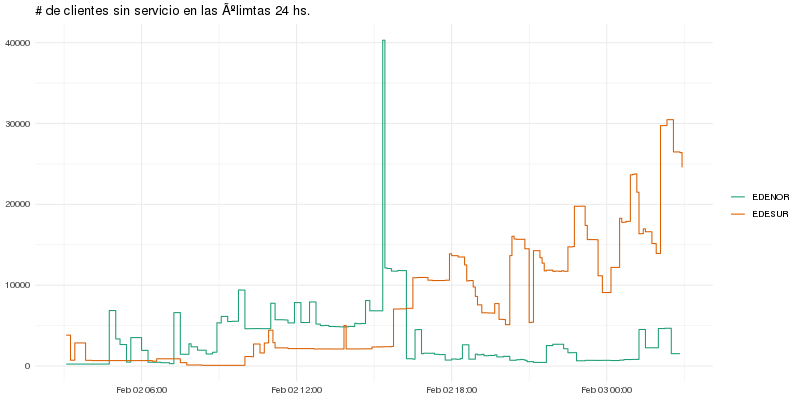 # de clientes sin servicio en las Ãºlimtas 24 hs.
40000
30000
20000
10000
0
Feb 02 06:00
Feb 02 12:00
Feb 02 18:00
Feb 03 00:00
EDENOR
EDESUR